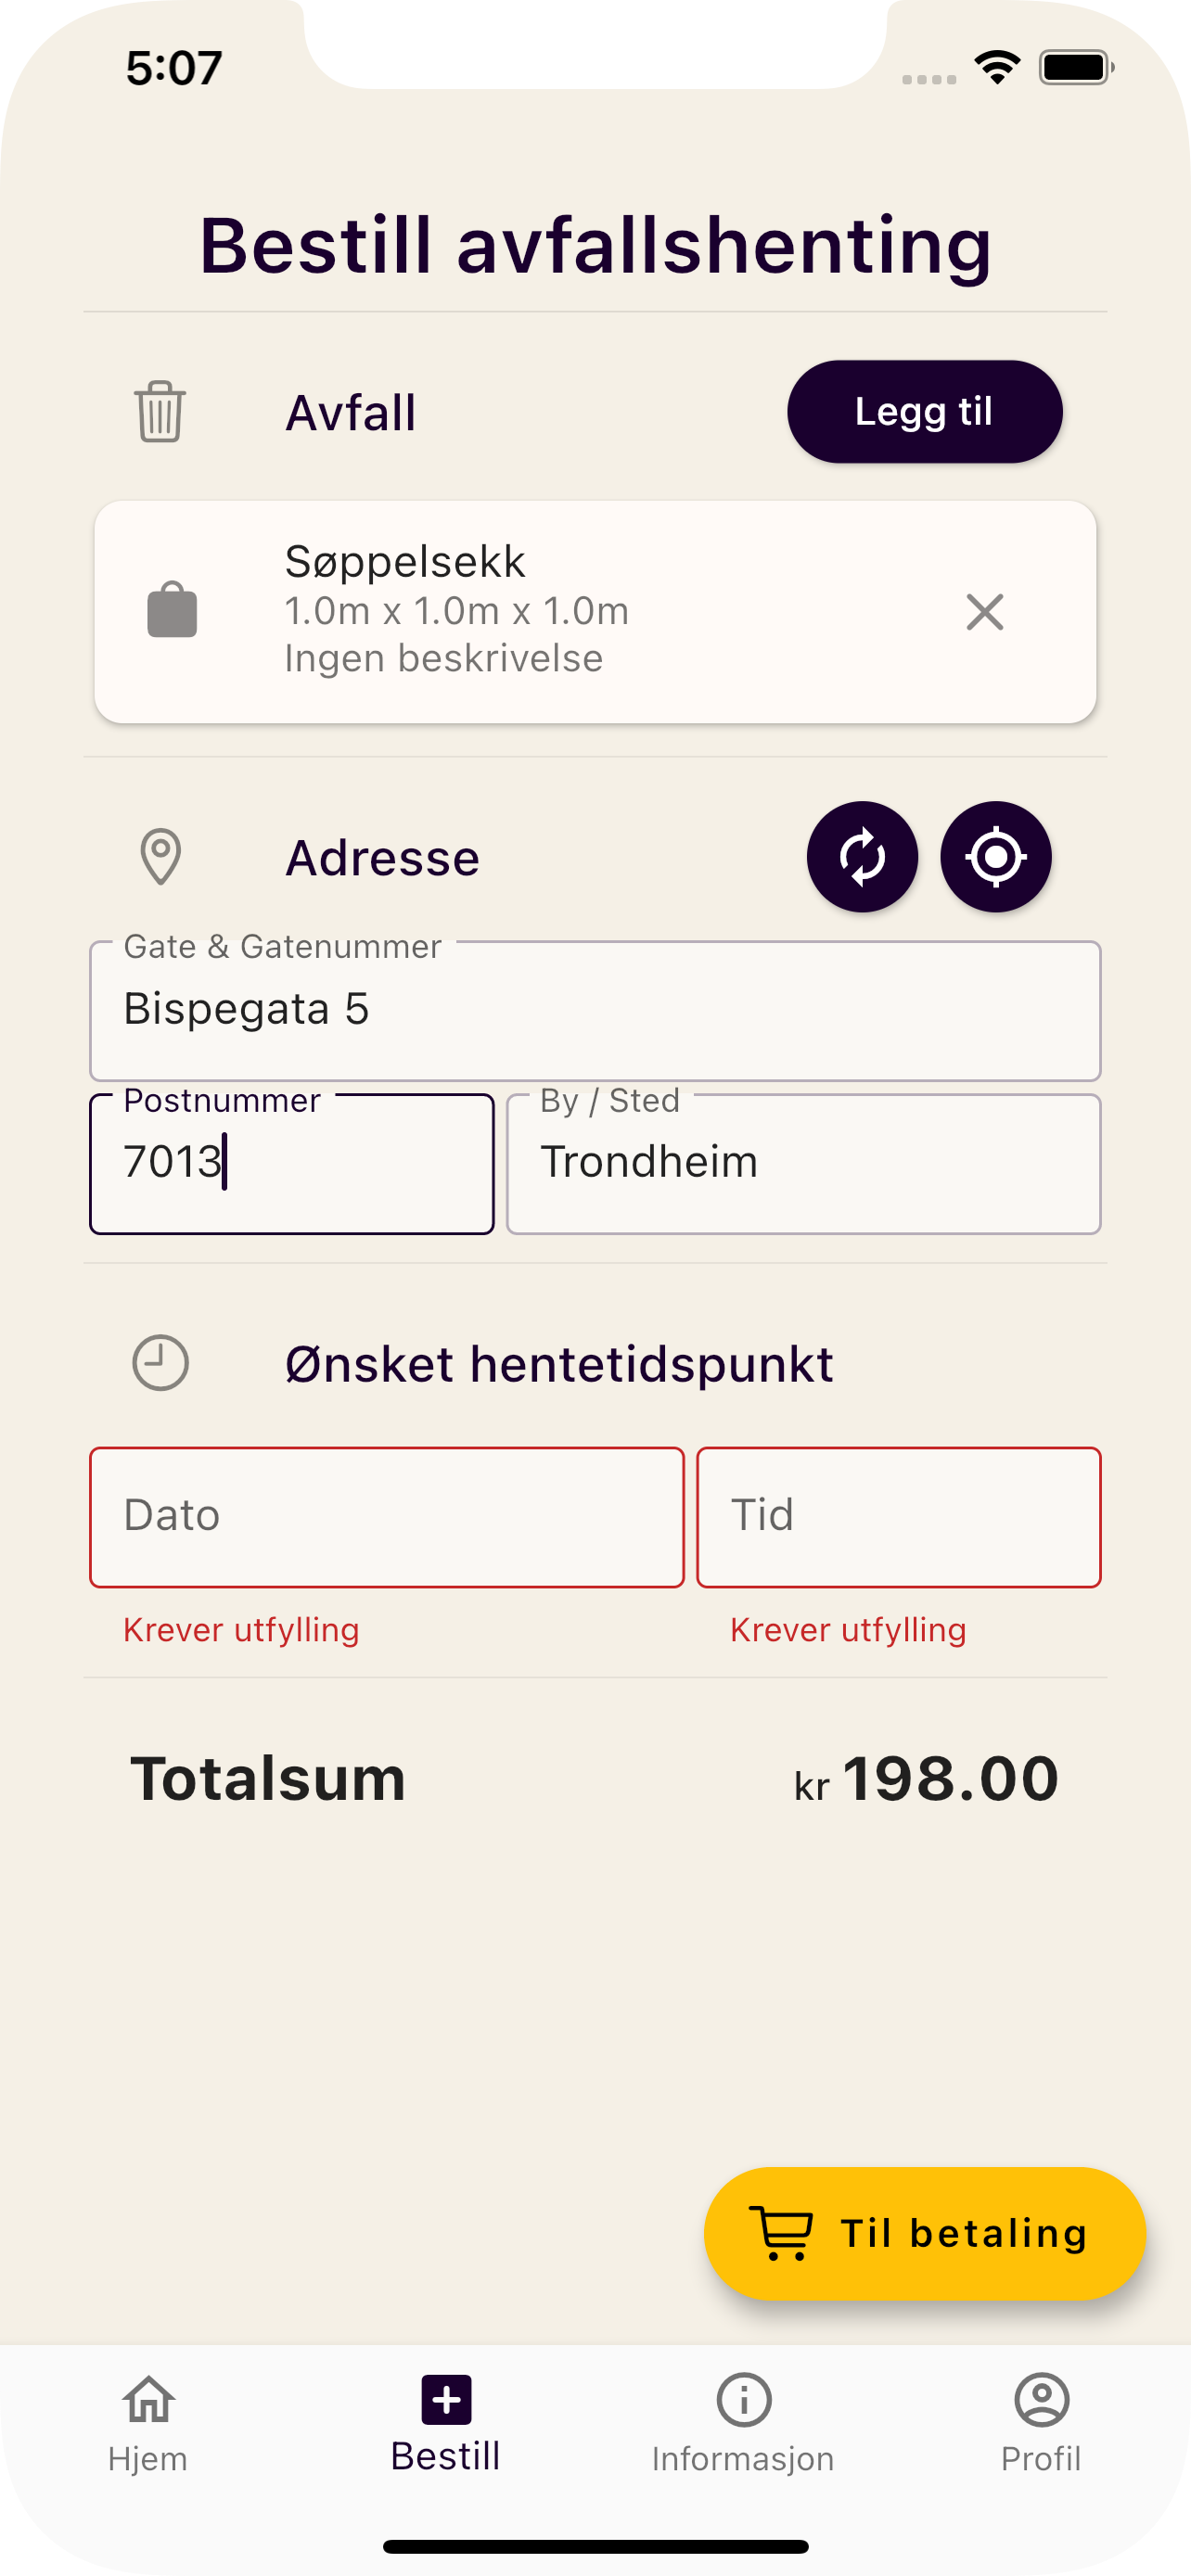 5:07
Bestill avfallshenting
Avfall
Legg til
Søppelsekk
1.0m x 1.0m x 1.0m
Ingen beskrivelse
Adresse
Gate & Gatenummer
Bispegata 5
Postnummer
7013
By / Sted
Trondheim
Ønsket hentetidspunkt
Dato
Tid
Krever utfylling
Krever utfylling
Totalsum
kr 198.00
Til betaling
Hjem
Bestill
Informasjon
Profil